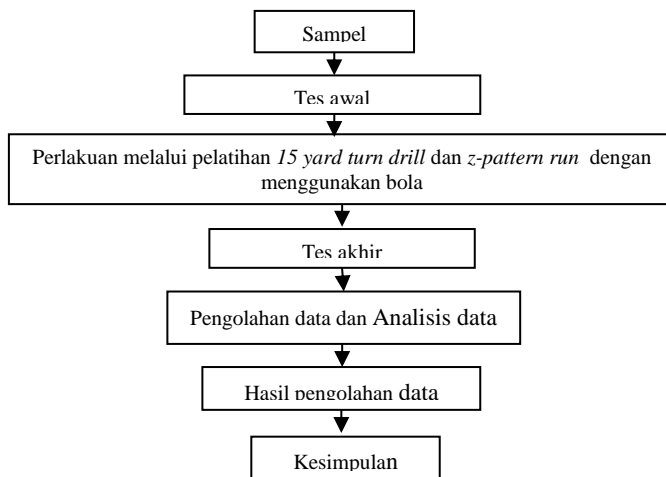 Sampel
Tes awal
Perlakuan melalui pelatihan 15 yard turn drill dan z-pattern run dengan
menggunakan bola
Tes akhir
Pengolahan data dan Analisis data
Hasil pengolahan data
Kesimpulan